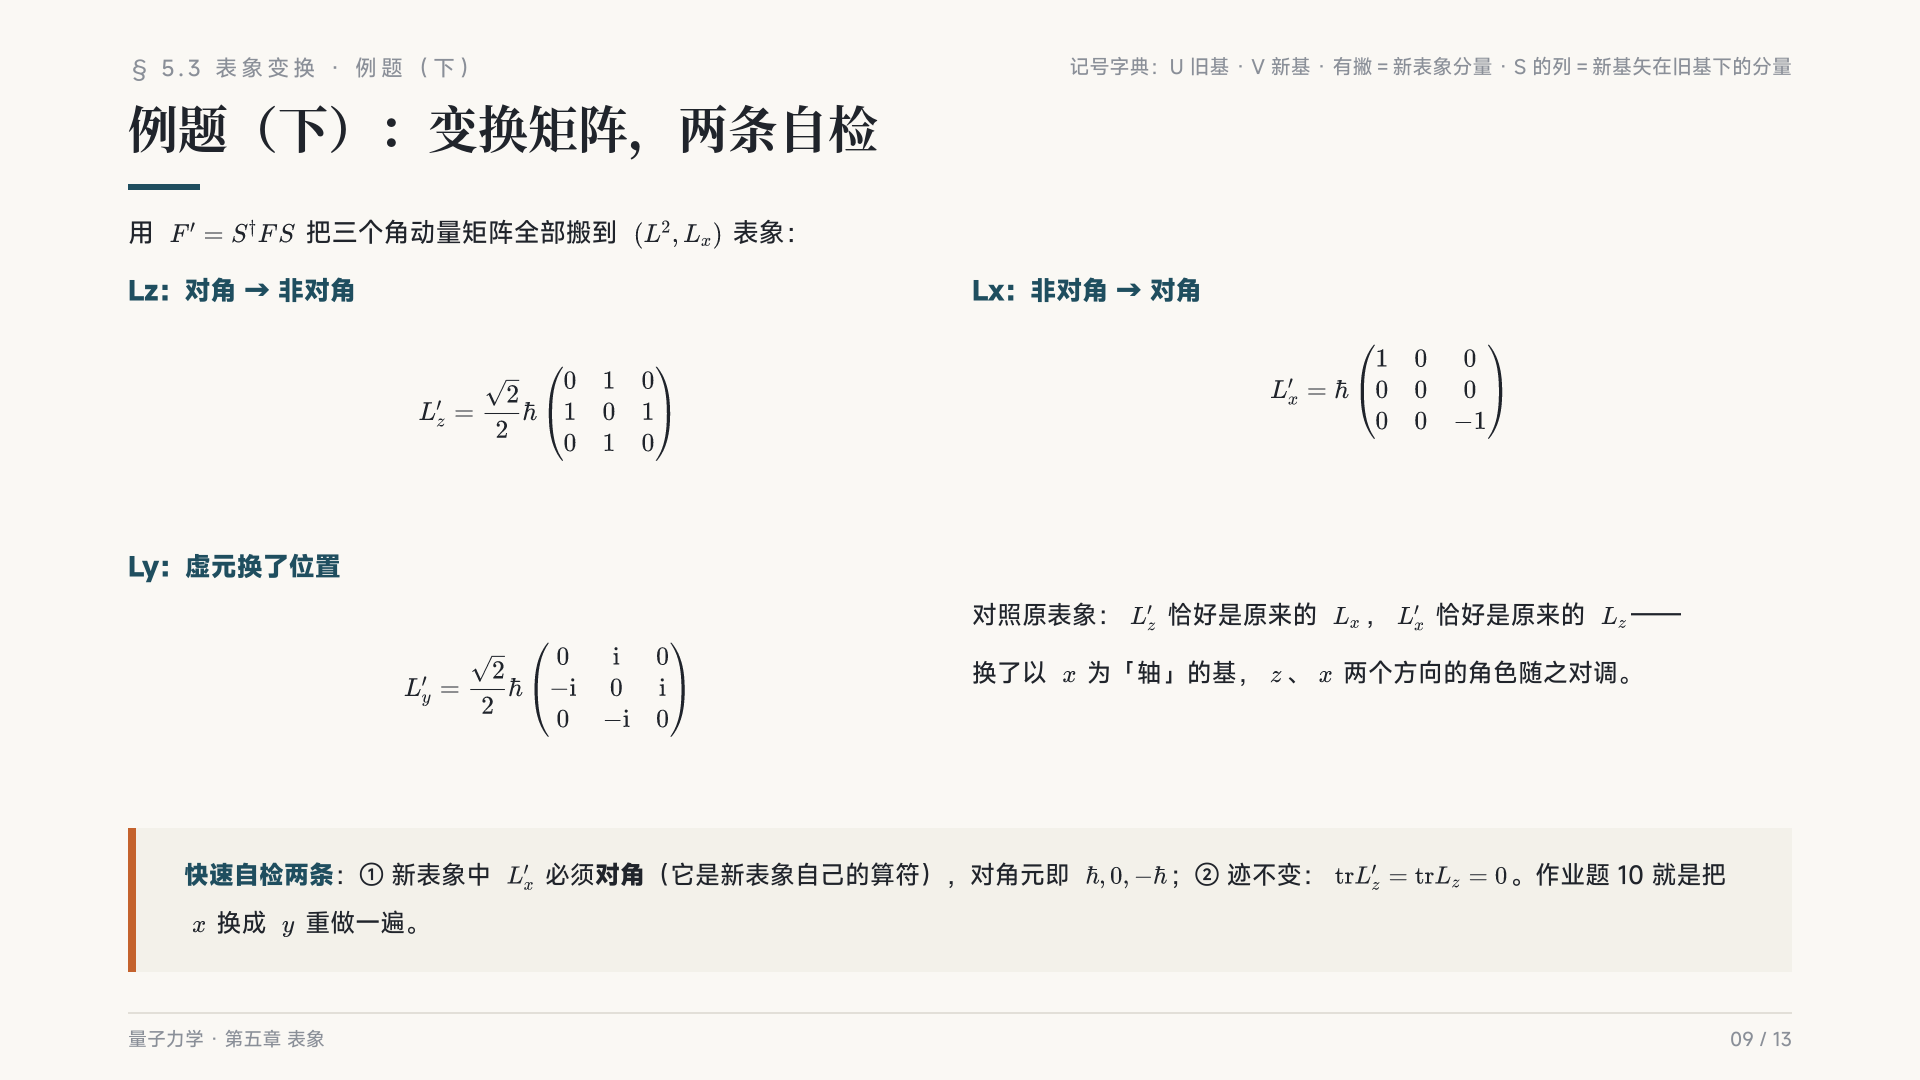 § 5.3 表象变换 · 例题（下）
记号字典：U 旧基 · V 新基 · 有撇 = 新表象分量 · S 的列 = 新基矢在旧基下的分量
例题（下）：变换矩阵，两条自检
用 F′ = S†FS 把三个角动量矩阵全部搬到 (L², Lₓ) 表象：
Lz：对角 → 非对角
L′_z = √2/2 ħ (0 1 0; 1 0 1; 0 1 0)
Lx：非对角 → 对角
L′_x = ħ (1 0 0; 0 0 0; 0 0 −1)
Ly：虚元换了位置
L′_y = √2/2 ħ (0 i 0; −i 0 i; 0 −i 0)
对照原表象： L′_z 恰好是原来的 L_x， L′_x 恰好是原来的 L_z——
换了以 x 为「轴」的基， z 、 x 两个方向的角色随之对调。
快速自检两条：① 新表象中 L′_x 必须对角（它是新表象自己的算符），对角元即 ħ, 0, −ħ；② 迹不变： trL′_z = trL_z = 0。作业题 10 就是把
x 换成 y 重做一遍。
量子力学 · 第五章 表象
09 / 13